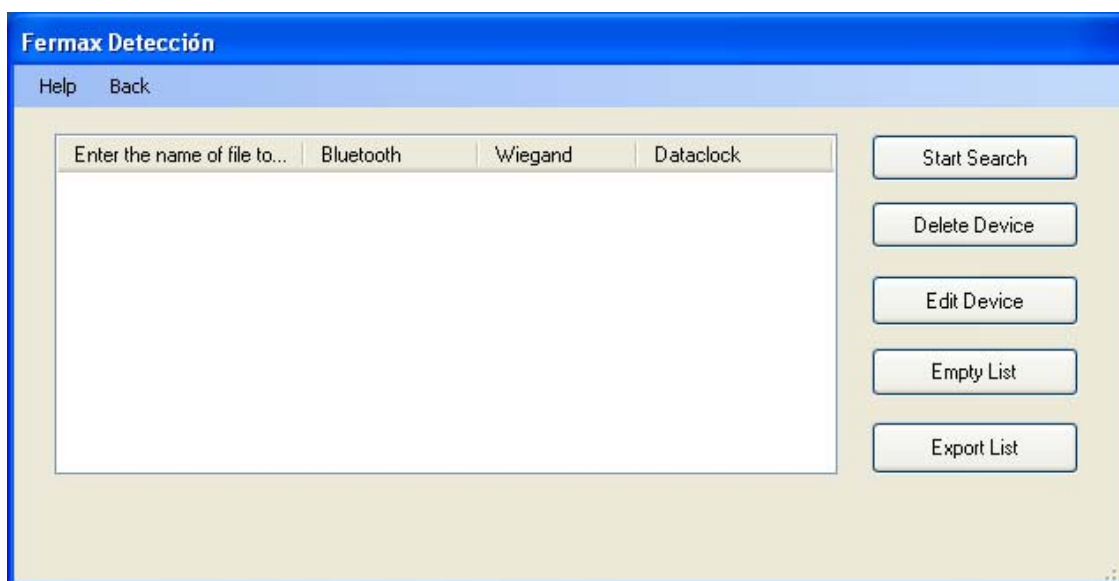 Fermax Detección
Help Back
Enter the name of file to... Bluetooth Wiegand Dataclock
Start Search
Delete Device
Edit Device
Empty List
Export List